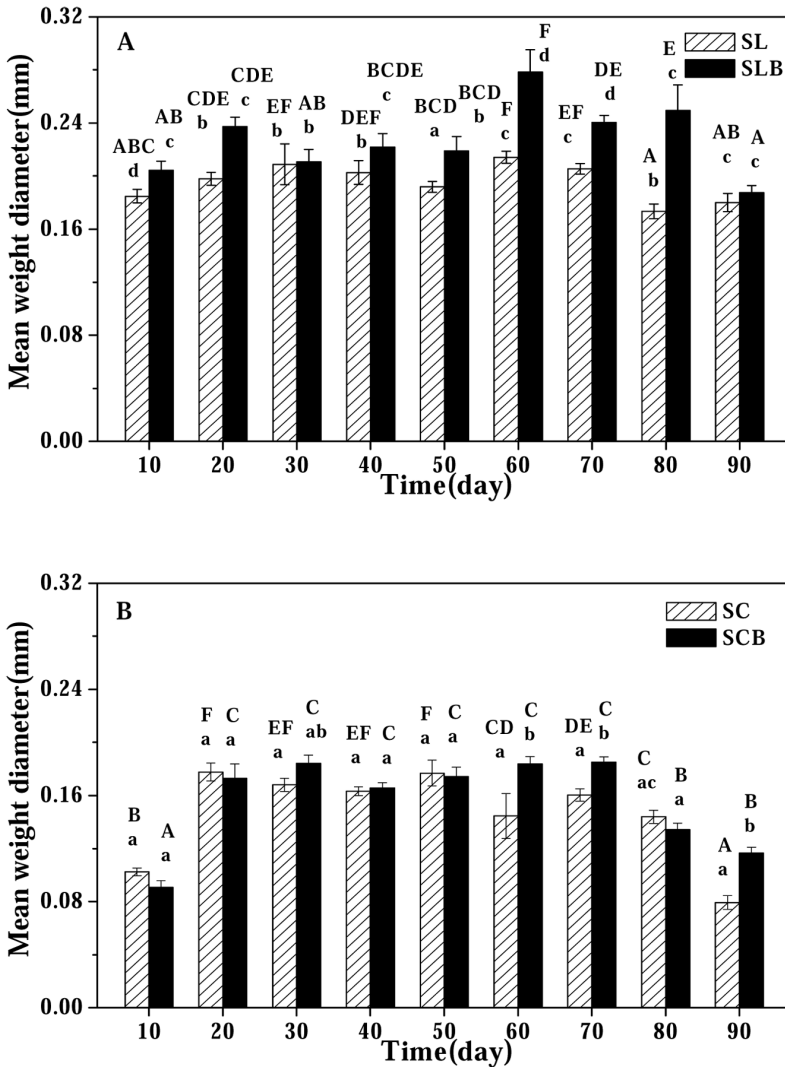 0.32
A
SL
SLB
F
d
E
c
BCDE
c
DE
d
CDE
c
CDE
b
AB
c
ABC
d
EF
b
AB
b
DEF
b
BCD
a
BCD
b
F
c
EF
c
A
b
AB
c
A
c
0.24
0.16
0.08
0.00
Mean weight diameter(mm)
10 20 30 40 50 60 70 80 90
Time(day)
0.32
B
SC
SCB
0.24
0.16
0.08
0.00
Mean weight diameter(mm)
B
a
A
a
F
a
C
a
EF
a
C
ab
EF
a
C
a
F
a
C
a
CD
a
C
b
DE
a
C
b
C
ac
B
a
A
a
B
b
10 20 30 40 50 60 70 80 90
Time(day)